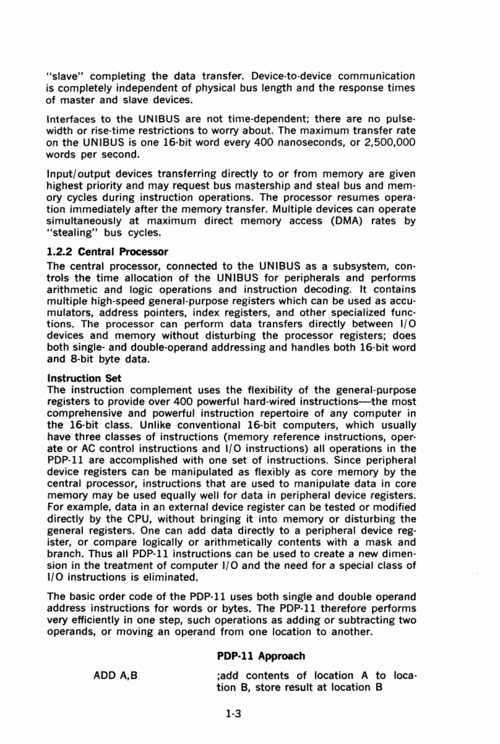 "slave" completing the data transfer. Device-to-device communication
is completely independent of physical bus length and the response times
of master and slave devices.
Interfaces to the UNIBUS are not time-dependent; there are no pulse-
width or rise-time restrictions to worry about. The maximum transfer rate
on the UNIBUS is one 16-bit word every 400 nanoseconds, or 2,500,000
words per second.
Input/output devices transferring directly to or from memory are given
highest priority and may request bus mastership and steal bus and mem-
ory cycles during instruction operations. The processor resumes opera-
tion immediately after the memory transfer. Multiple devices can operate
simultaneously at maximum direct memory access (DMA) rates by
"stealing" bus cycles.
1.2.2 Central Processor
The central processor, connected to the UNIBUS as a subsystem, con-
trols the time allocation of the UNIBUS for peripherals and performs
arithmetic and logic operations and instruction decoding. It contains
multiple high-speed general-purpose registers which can be used as accu-
mulators, address pointers, index registers, and other specialized func-
tions. The processor can perform data transfers directly between I/O
devices and memory without disturbing the processor registers; does
both single- and double-operand addressing and handles both 16-bit word
and 8-bit byte data.
Instruction Set
The instruction complement uses the flexibility of the general-purpose
registers to provide over 400 powerful hard-wired instructions—the most
comprehensive and powerful instruction repertoire of any computer in
the 16-bit class. Unlike conventional 16-bit computers, which usually
have three classes of instructions (memory reference instructions, oper-
ate or AC control instructions and I/O instructions) all operations in the
PDP-11 are accomplished with one set of instructions. Since peripheral
device registers can be manipulated as flexibly as core memory by the
central processor, instructions that are used to manipulate data in core
memory may be used equally well for data in peripheral device registers.
For example, data in an external device register can be tested or modified
directly by the CPU, without bringing it into memory or disturbing the
general registers. One can add data directly to a peripheral device reg-
ister, or compare logically or arithmetically contents with a mask and
branch. Thus all PDP-11 instructions can be used to create a new dimen-
sion in the treatment of computer I/O and the need for a special class of
I/O instructions is eliminated.
The basic order code of the PDP-11 uses both single and double operand
address instructions for words or bytes. The PDP-11 therefore performs
very efficiently in one step, such operations as adding or subtracting two
operands, or moving an operand from one location to another.
PDP-11 Approach
ADD A,B ;add contents of location A to loca-
tion B, store result at location B
1-3